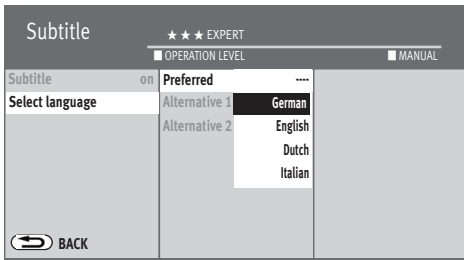 Subtitle
★ ★ ★ EXPERT
OPERATION LEVEL MANUAL
Subtitle on Preferred ----
Select language Alternative 1 German
Alternative 2 English
Dutch
Italian
BACK